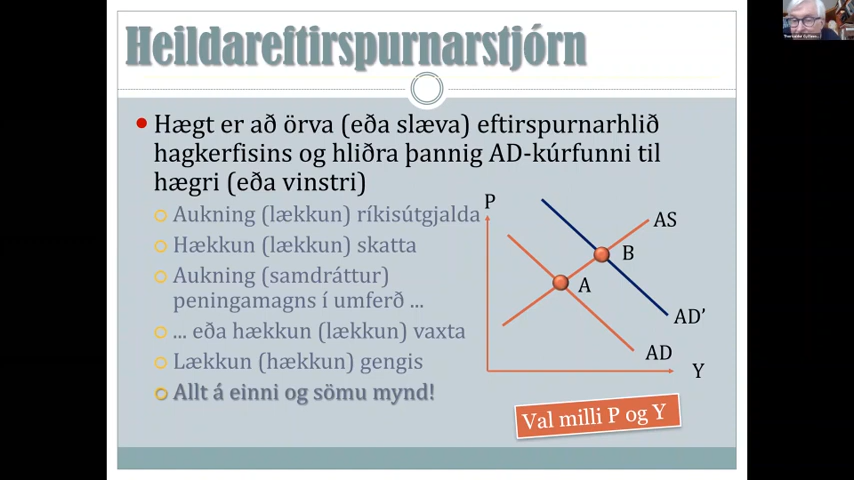 Heildareftirspurnarstjórn
Hægt er að örva (eða slæva) eftirspurnarhlið
hagkerfisins og hliðra þannig AD-kúrfunni til
hægri (eða vinstri)
Aukning (lækkun) ríkisútgjalda
Hækkun (lækkun) skatta
Aukning (samdráttur)
peningamagns í umferð ...
... eða hækkun (lækkun) vaxta
Lækkun (hækkun) gengis
Allt á einni og sömu mynd!
P
AS
B
A
AD’
AD
Y
Val milli P og Y